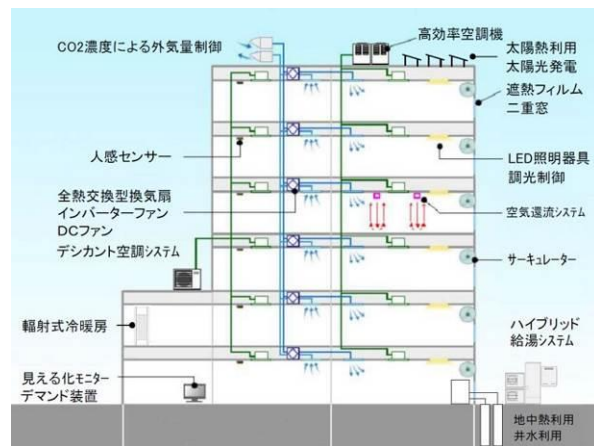 高効率空調機
CO2濃度による外気量制御
太陽熱利用
太陽光発電
遮熱フィルム
二重窓
人感センサー
LED照明器具
調光制御
全熱交換型換気扇
インバーターファン
DCファン
デシカント空調システム
空気還流システム
サーキュレーター
輻射式冷暖房
ハイブリッド
給湯システム
見える化モニター
デマンド装置
地中熱利用
井水利用